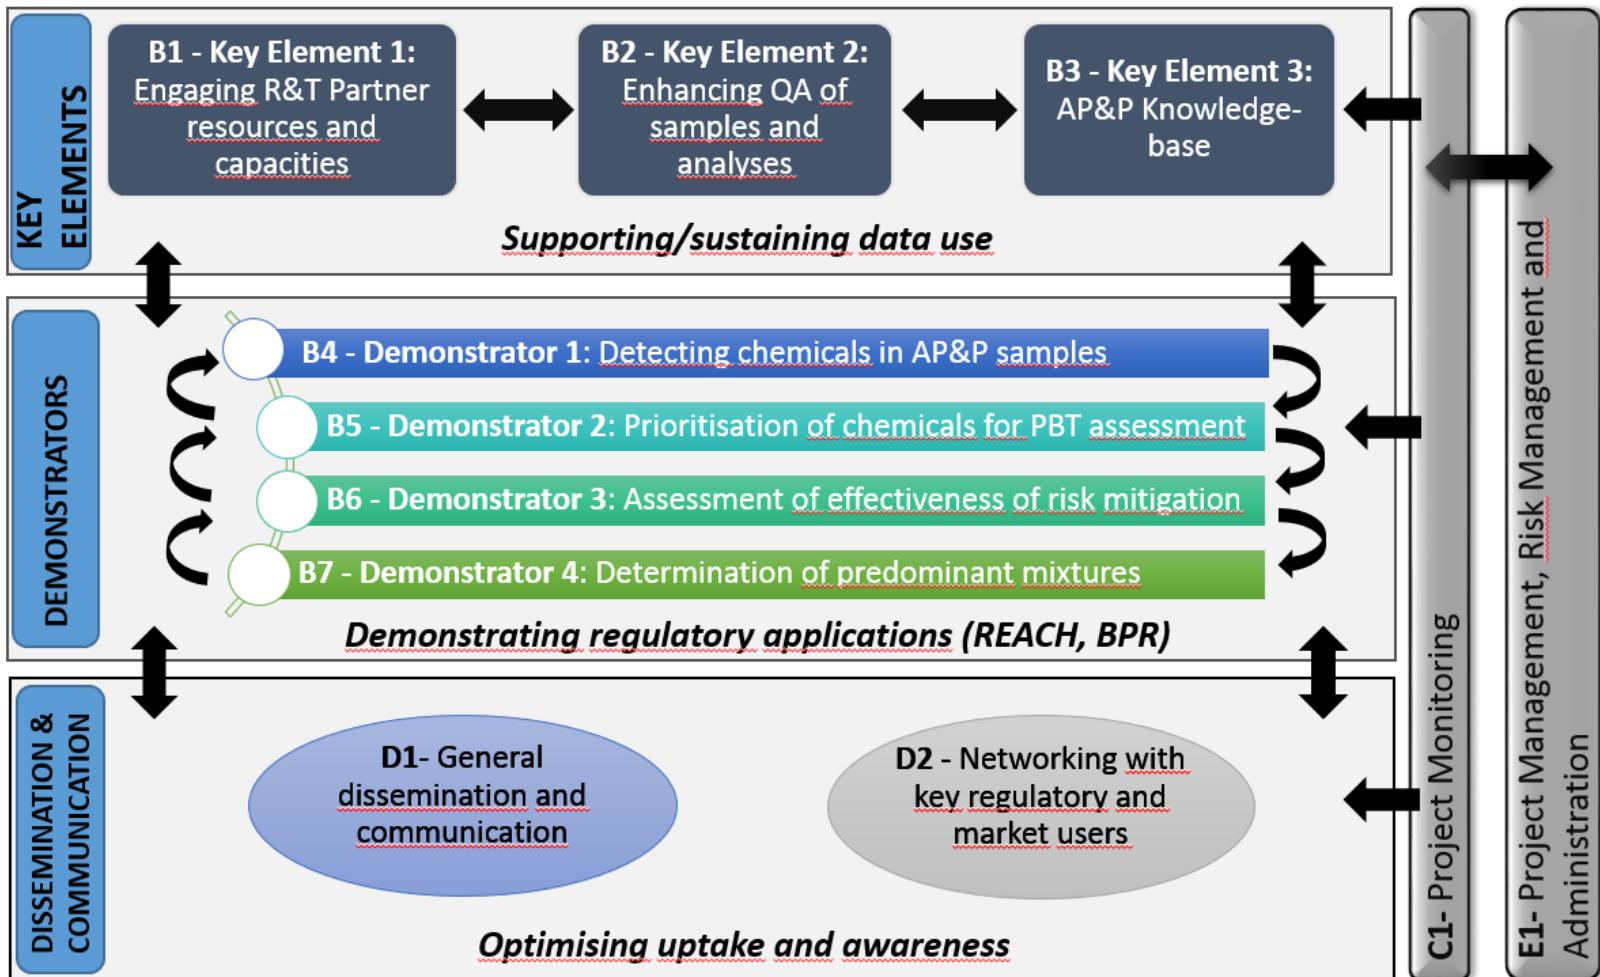 KEY
ELEMENTS
B1 - Key Element 1:
Engaging R&T Partner
resources and
capacities
B2 - Key Element 2:
Enhancing QA of
samples and
analyses
B3 - Key Element 3:
AP&P Knowledge-
base
Supporting/sustaining data use
DEMONSTRATORS
B4 - Demonstrator 1: Detecting chemicals in AP&P samples
B5 - Demonstrator 2: Prioritisation of chemicals for PBT assessment
B6 - Demonstrator 3: Assessment of effectiveness of risk mitigation
B7 - Demonstrator 4: Determination of predominant mixtures
Demonstrating regulatory applications (REACH, BPR)
DISSEMINATION &
COMMUNICATION
D1- General
dissemination and
communication
D2 - Networking with
key regulatory and
market users
Optimising uptake and awareness
C1- Project Monitoring
E1- Project Management, Risk Management and
Administration